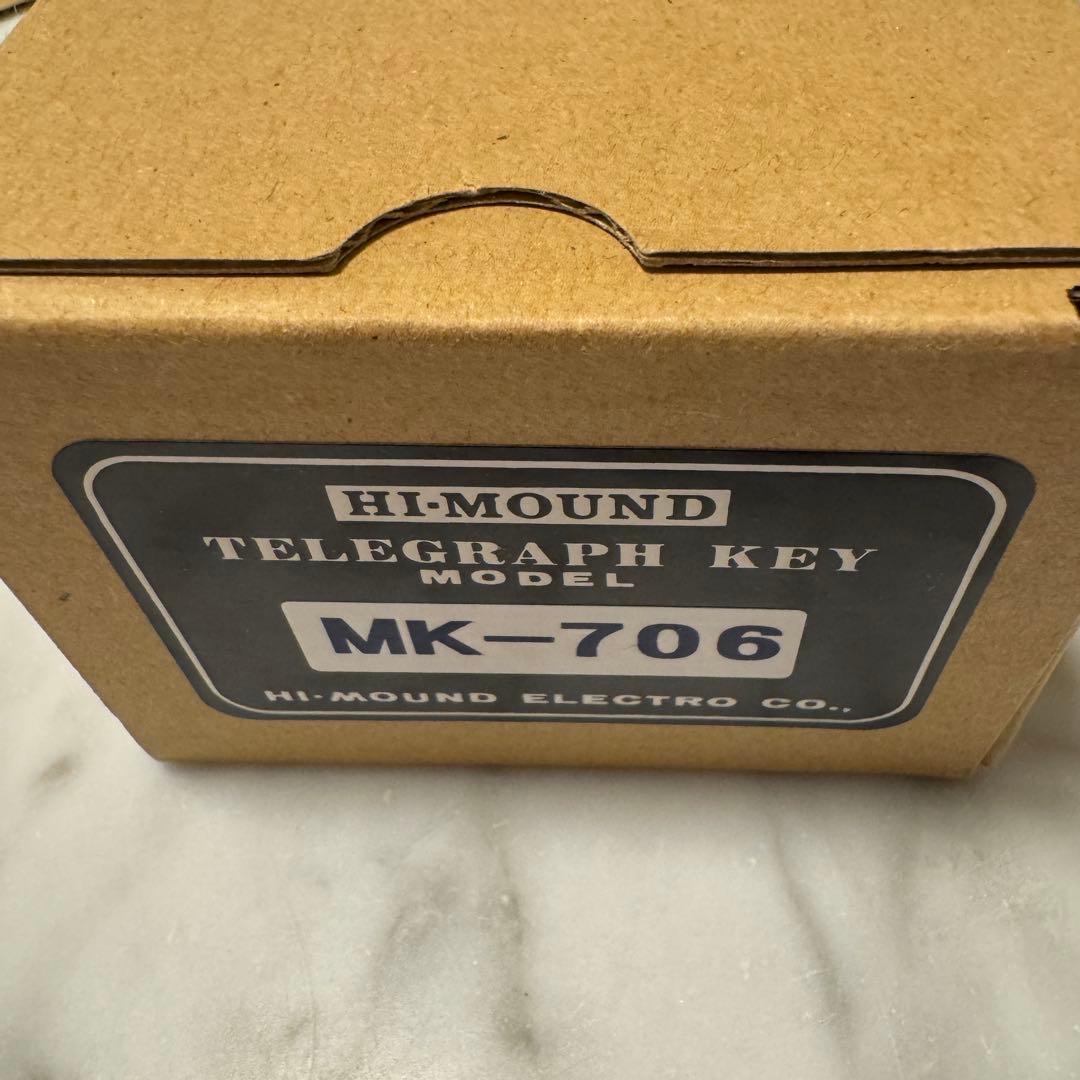 HI-MOUND
TELEGRAPH KEY
MODEL
MK-706
HI-MOUND ELECTRO CO.,